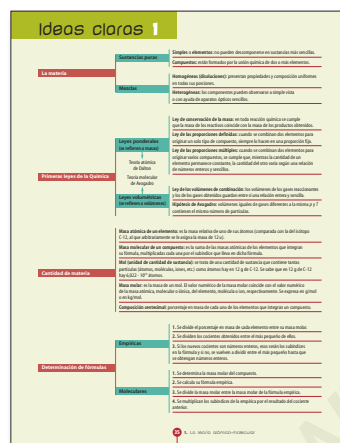 Ideas claras 1
Sustancias puras
Simples o elementos: no pueden descomponerse en sustancias más sencillas.
Compuestos: están formados por la unión química de dos o más elementos.
La materia
Mezclas
Homogéneas (disoluciones): presentan propiedades y composición uniformes
en todas sus porciones.
Heterogéneas: los componentes pueden observarse a simple vista
o con ayuda de aparatos ópticos sencillos.
Ley de conservación de la masa: en toda reacción química se cumple
que la masa de los reactivos coincide con la masa de los productos obtenidos.
Leyes ponderales
(se refieren a masas)
Ley de las proporciones definidas: cuando se combinan dos elementos para
originar un solo tipo de compuesto, siempre lo hacen en una proporción fija.
Ley de las proporciones múltiples: cuando se combinan dos elementos para
originar varios compuestos, se cumple que, mientras la cantidad de un
elemento permanece constante, la cantidad del otro varía según una relación
de números enteros y sencillos.
Teoría atómica
de Dalton
Primeras leyes de la Química
Teoría molecular
de Avogadro
Leyes volumétricas
(se refieren a volúmenes)
Ley de los volúmenes de combinación: los volúmenes de los gases reaccionantes
y los de los gases obtenidos guardan entre sí una relación entera y sencilla.
Hipótesis de Avogadro: volúmenes iguales de gases diferentes a la misma p y T
contienen el mismo número de partículas.
Masa atómica de un elemento: es la masa relativa de uno de sus átomos (comparada con la del isótopo
C-12, al que arbitrariamente se le asigna la masa de 12 u).
Masa molecular de un compuesto: es la suma de las masas atómicas de los elementos que integran
su fórmula, multiplicadas cada una por el subíndice que lleva en dicha fórmula.
Cantidad de materia
Mol (unidad de cantidad de sustancia): se trata de una cantidad de sustancia que contiene tantas
partículas (átomos, moléculas, iones, etc.) como átomos hay en 12 g de C-12. Se sabe que en 12 g de C-12
hay 6,022 · 10²³ átomos.
Masa molar: es la masa de un mol. El valor numérico de la masa molar coincide con el valor numérico
de la masa atómica, molecular o iónica, del elemento, molécula o ion, respectivamente. Se expresa en g/mol
o en kg/mol.
Composición centesimal: porcentaje en masa de cada uno de los elementos que integran un compuesto.
1. Se divide el porcentaje en masa de cada elemento entre su masa molar.
2. Se dividen los cocientes obtenidos entre el más pequeño de ellos.
Empíricas
3. Si los nuevos cocientes son números enteros, esos serán los subíndices
en la fórmula y si no, se vuelven a dividir entre el más pequeño hasta que
se obtengan números enteros.
Determinación de fórmulas
1. Se determina la masa molar del compuesto.
2. Se calcula su fórmula empírica.
Moleculares
3. Se divide la masa molar entre la masa molar de la fórmula empírica.
4. Se multiplican los subíndices de la empírica por el resultado del cociente
anterior.
35 1. La teoría atómico-molecular